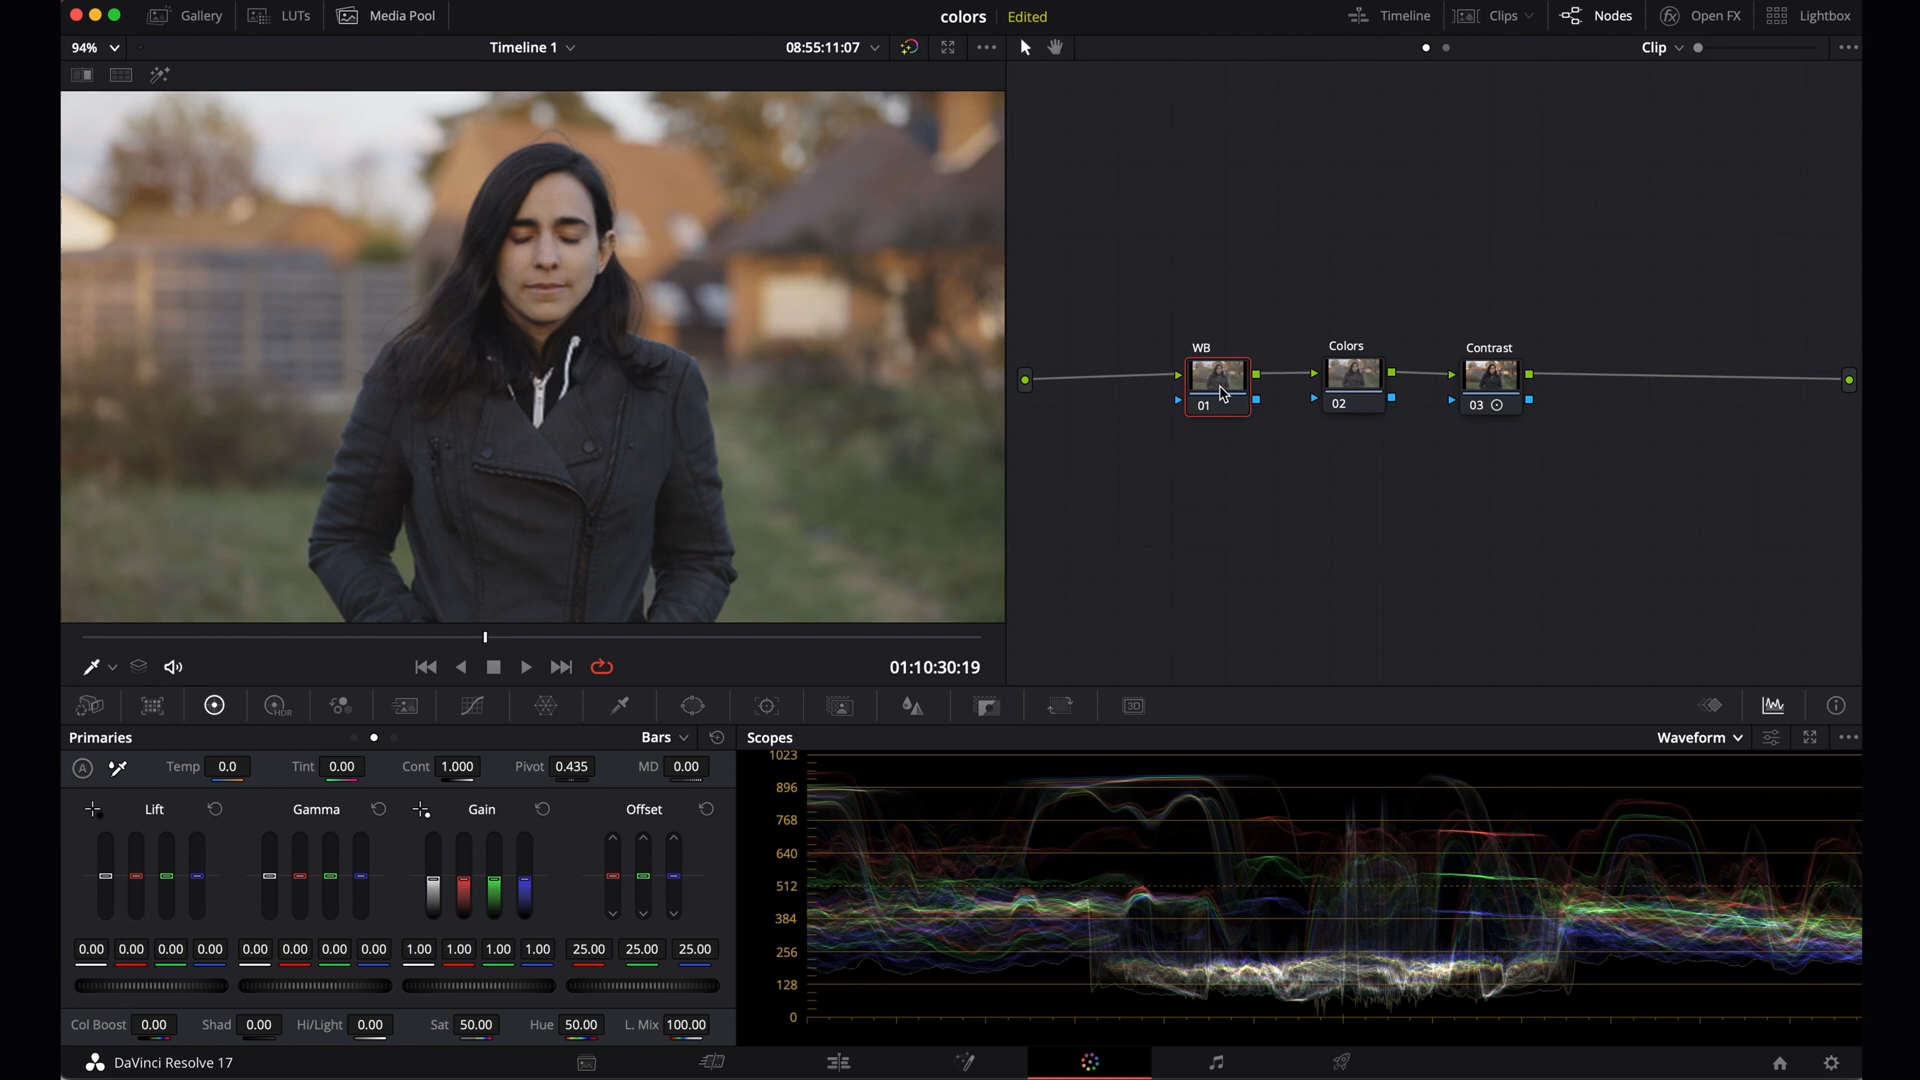 Gallery LUTs Media Pool colors Edited Timeline Clips Nodes Open FX Lightbox
94% Timeline 1 08:55:11:07 Clip
WB Colors Contrast
01 02 03
01:10:30:19
HDR 3D
Primaries Bars Scopes Waveform
A Temp 0.0 Tint 0.00 Cont 1.000 Pivot 0.435 MD 0.00
Lift Gamma Gain Offset
1023
896
768
640
512
384
256
128
0
0.00 0.00 0.00 0.00 0.00 0.00 0.00 0.00 1.00 1.00 1.00 1.00 25.00 25.00 25.00
Col Boost 0.00 Shad 0.00 Hi/Light 0.00 Sat 50.00 Hue 50.00 L. Mix 100.00
DaVinci Resolve 17